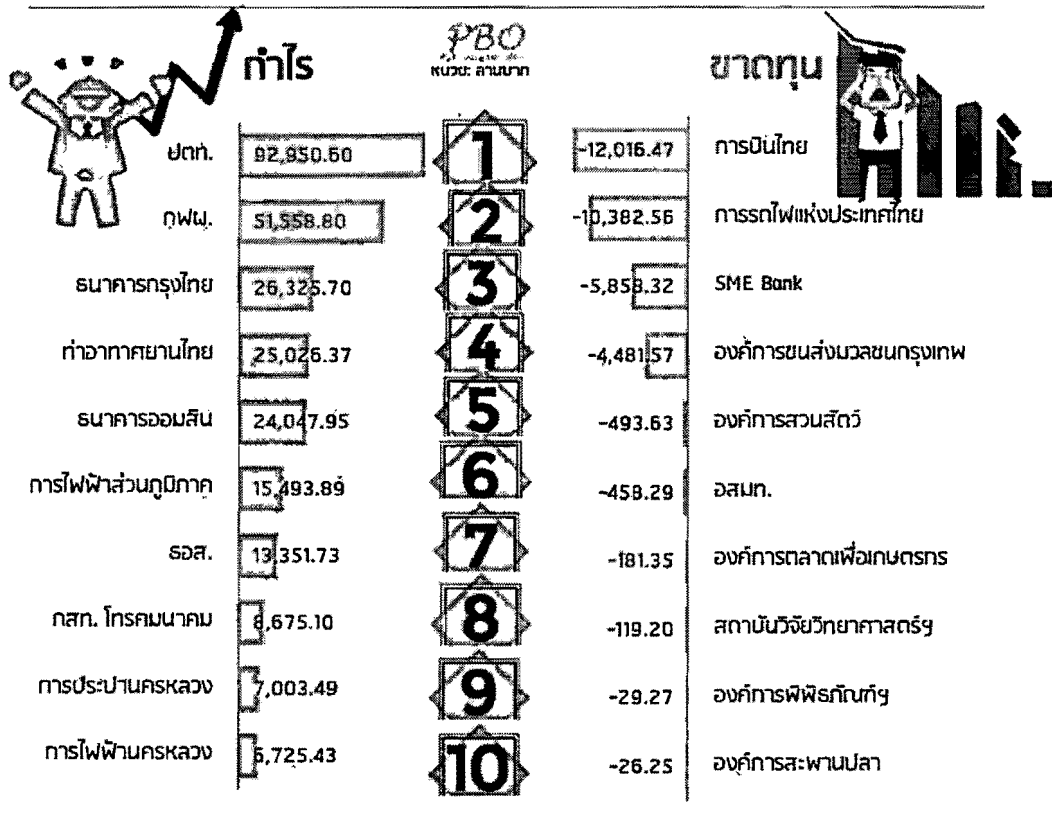 กำไร
PBO
หน่วย: ล้านบาท
ขาดทุน
ปตท. 92,950.60 1 -12,016.47 การบินไทย
กฟผ. 51,558.80 2 -10,382.56 การรถไฟแห่งประเทศไทย
ธนาคารกรุงไทย 26,325.70 3 -5,858.32 SME Bank
ท่าอากาศยานไทย 25,026.37 4 -4,481.57 องค์การขนส่งมวลชนกรุงเทพ
ธนาคารออมสิน 24,047.95 5 -493.63 องค์การสวนสัตว์
การไฟฟ้าส่วนภูมิภาค 15,493.89 6 -458.29 อสมท.
ธอส. 13,351.73 7 -181.35 องค์การตลาดเพื่อเกษตรกร
กสท. โทรคมนาคม 8,675.10 8 -119.20 สถาบันวิจัยวิทยาศาสตร์ฯ
การประปานครหลวง 7,003.49 9 -29.27 องค์การพิพิธภัณฑ์ฯ
การไฟฟ้านครหลวง 6,725.43 10 -26.25 องค์การสะพานปลา